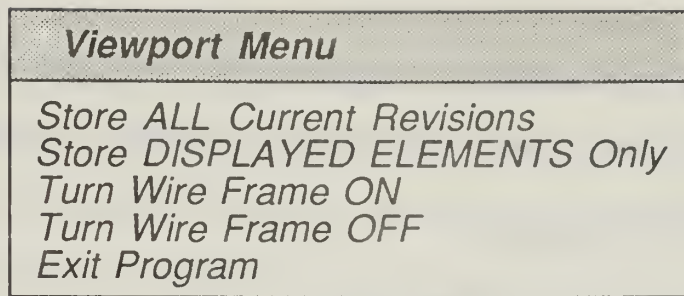 Viewport Menu
Store ALL Current Revisions
Store DISPLAYED ELEMENTS Only
Turn Wire Frame ON
Turn Wire Frame OFF
Exit Program